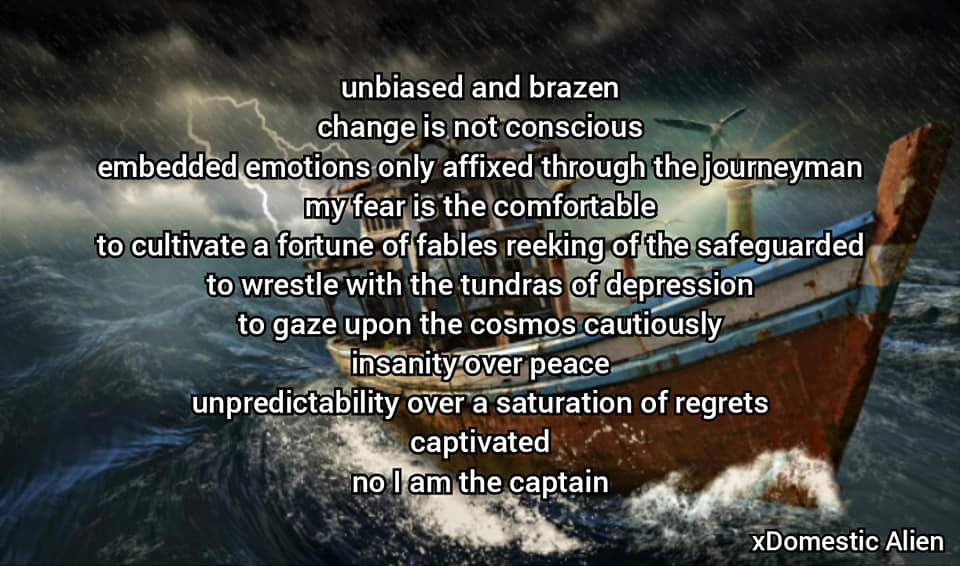 unbiased and brazen
change is not conscious
embedded emotions only affixed through the journeyman
my fear is the comfortable
to cultivate a fortune of fables reeking of the safeguarded
to wrestle with the tundras of depression
to gaze upon the cosmos cautiously
insanity over peace
unpredictability over a saturation of regrets
captivated
no I am the captain
xDomestic Alien